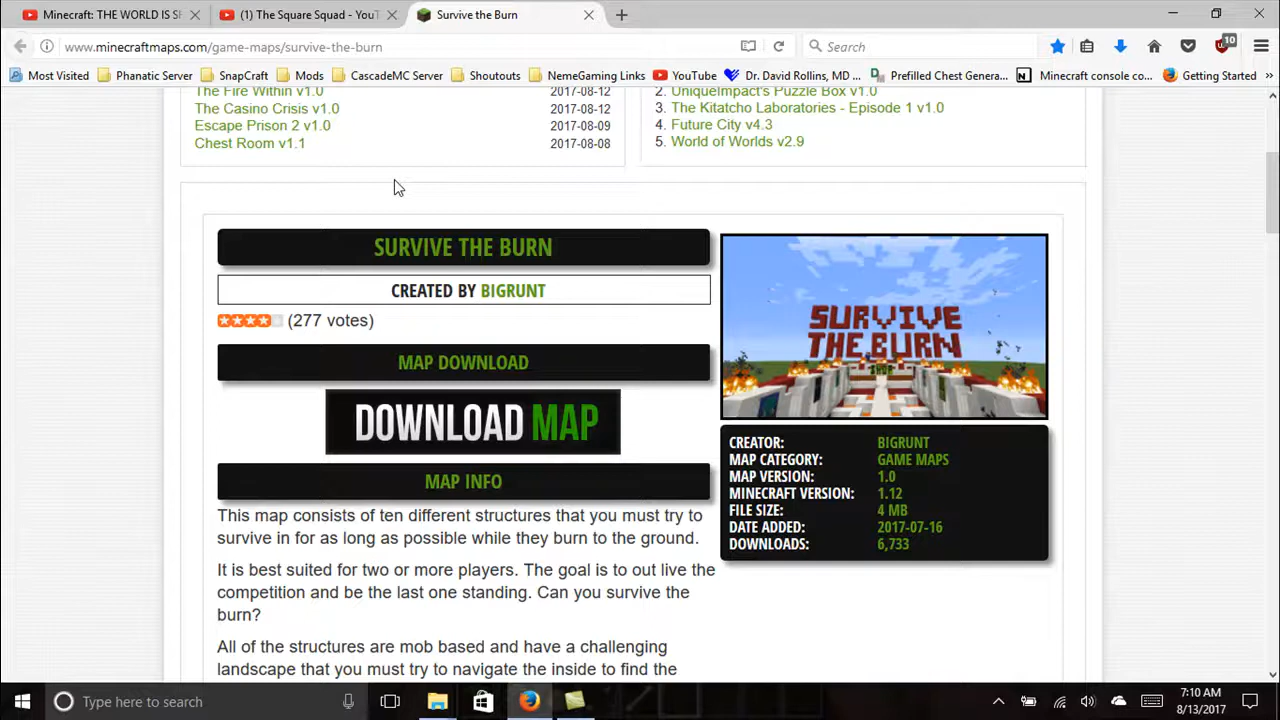 Minecraft: THE WORLD IS SH
(1) The Square Squad - YouT
Survive the Burn
www.minecraftmaps.com/game-maps/survive-the-burn
Search
10
Most Visited
Phanatic Server
SnapCraft
Mods
CascadeMC Server
Shoutouts
NemeGaming Links
YouTube
Dr. David Rollins, MD ...
Prefilled Chest Genera...
Minecraft console co...
Getting Started
The Fire Within v1.0
The Casino Crisis v1.0 2017-08-12
Escape Prison 2 v1.0 2017-08-09
Chest Room v1.1 2017-08-08
2. UniqueImpact's Puzzle Box v1.0
3. The Kitatcho Laboratories - Episode 1 v1.0
4. Future City v4.3
5. World of Worlds v2.9
SURVIVE THE BURN
CREATED BY BIGRUNT
(277 votes)
MAP DOWNLOAD
DOWNLOAD MAP
MAP INFO
This map consists of ten different structures that you must try to
survive in for as long as possible while they burn to the ground.
It is best suited for two or more players. The goal is to out live the
competition and be the last one standing. Can you survive the
burn?
All of the structures are mob based and have a challenging
landscape that you must try to navigate the inside to find the
SURVIVE
THE BURN
SHOP
CREATOR: BIGRUNT
MAP CATEGORY: GAME MAPS
MAP VERSION: 1.0
MINECRAFT VERSION: 1.12
FILE SIZE: 4 MB
DATE ADDED: 2017-07-16
DOWNLOADS: 6,733
Type here to search
7:10 AM
8/13/2017